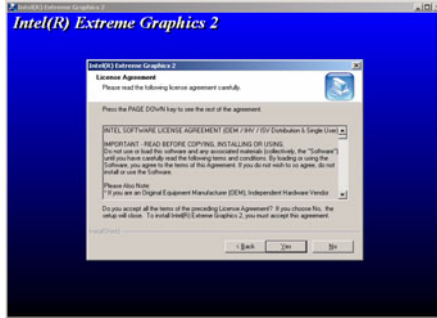 Intel(R) Extreme Graphics 2
Intel(R) Extreme Graphics 2
Intel(R) Extreme Graphics 2
License Agreement
Please read the following license agreement carefully.
Press the PAGE DOWN key to see the rest of the agreement.
INTEL SOFTWARE LICENSE AGREEMENT (OEM / IHV / ISV Distribution & Single User)
IMPORTANT - READ BEFORE COPYING, INSTALLING OR USING.
Do not use or load this software and any associated materials (collectively, the "Software")
until you have carefully read the following terms and conditions. By loading or using the
Software, you agree to the terms of this Agreement. If you do not wish to so agree, do not
install or use the Software.
Please Also Note:
* If you are an Original Equipment Manufacturer (OEM), Independent Hardware Vendor
Do you accept all the terms of the preceding License Agreement? If you choose No, the
setup will close. To install Intel(R) Extreme Graphics 2, you must accept this agreement.
InstallShield
< Back
Yes
No